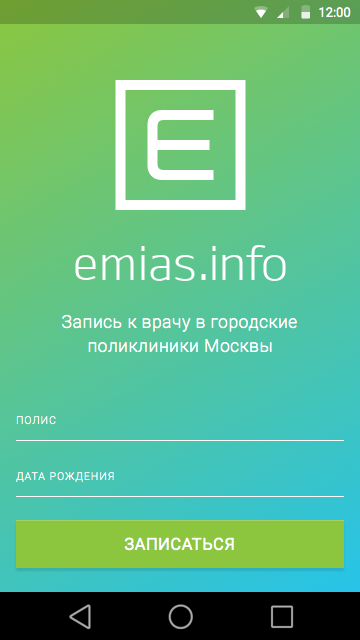 12:00
E
emias.info
Запись к врачу в городские
поликлиники Москвы
ПОЛИС
ДАТА РОЖДЕНИЯ
ЗАПИСАТЬСЯ